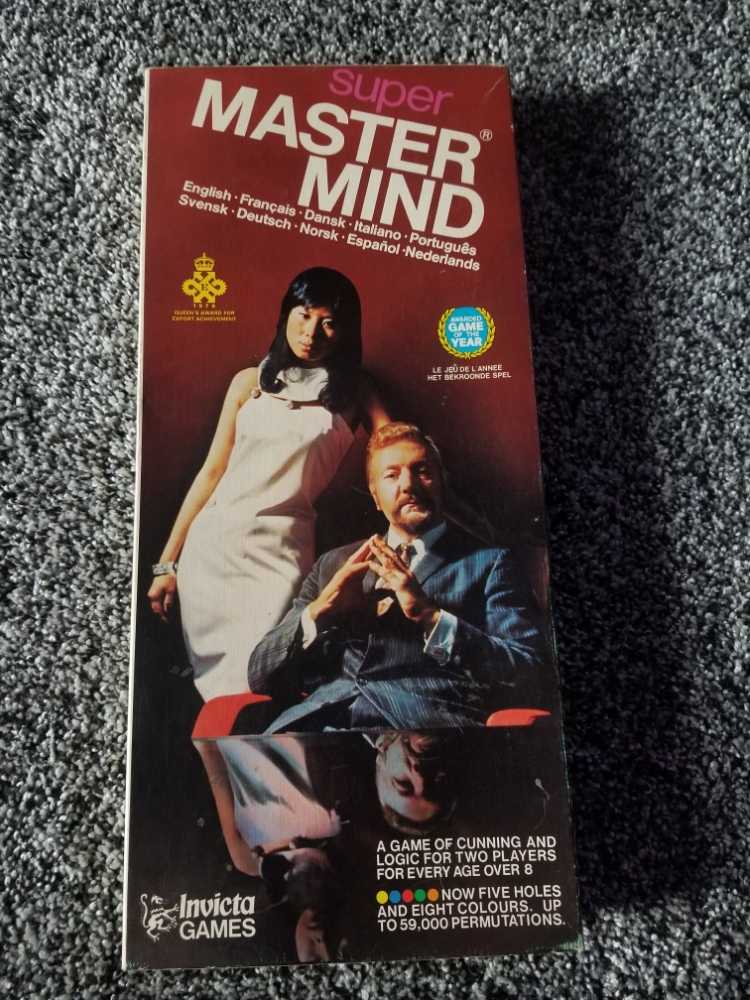 super
MASTER®
MIND
English · Français · Dansk · Italiano · Português
Svensk · Deutsch · Norsk · Español · Nederlands
E
1976
QUEEN'S AWARD FOR
EXPORT ACHIEVEMENT
AWARDED
GAME
OF THE
YEAR
LE JEU DE L'ANNEE
HET BEKROONDE SPEL
A GAME OF CUNNING AND
LOGIC FOR TWO PLAYERS
FOR EVERY AGE OVER 8
NOW FIVE HOLES
AND EIGHT COLOURS. UP
TO 59,000 PERMUTATIONS.
Invicta
GAMES